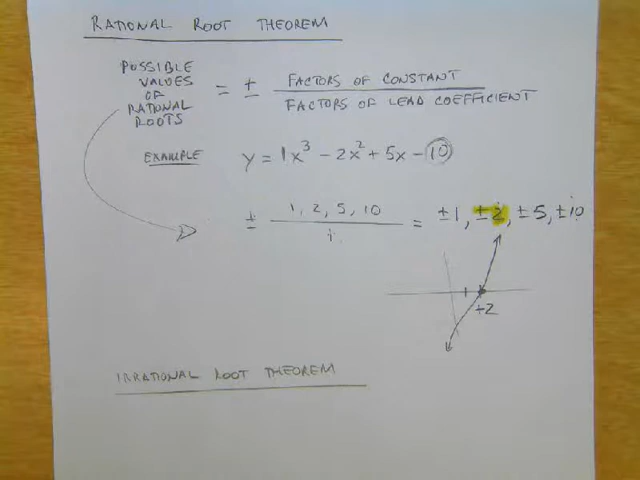 RATIONAL ROOT THEOREM
POSSIBLE
VALUES
OF
RATIONAL
ROOTS
= ± FACTORS OF CONSTANT
FACTORS OF LEAD COEFFICIENT
EXAMPLE y = 1x³ - 2x² + 5x - 10
± 1, 2, 5, 10
1
= ±1, ±2, ±5, ±10
+2
IRRATIONAL ROOT THEOREM